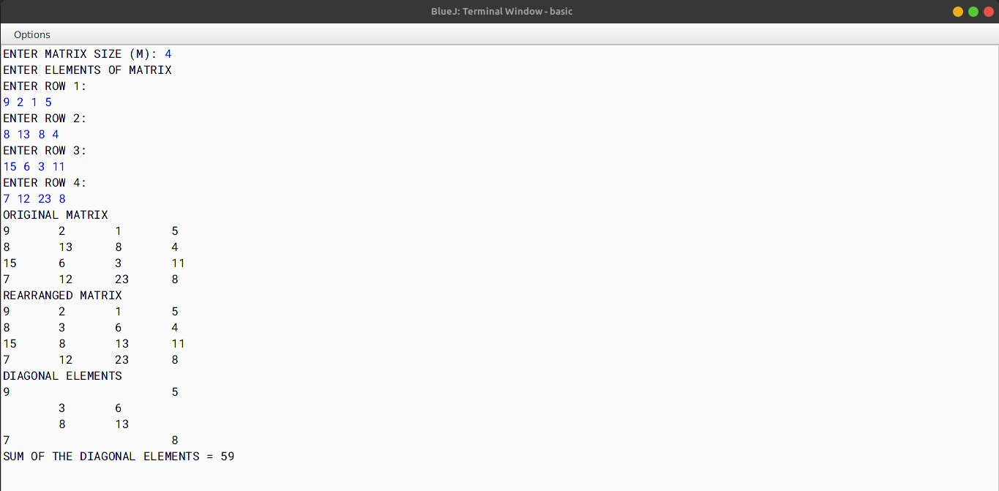 BlueJ: Terminal Window - basic
Options
ENTER MATRIX SIZE (M): 4
ENTER ELEMENTS OF MATRIX
ENTER ROW 1:
9 2 1 5
ENTER ROW 2:
8 13 8 4
ENTER ROW 3:
15 6 3 11
ENTER ROW 4:
7 12 23 8
ORIGINAL MATRIX
9 2 1 5
8 13 8 4
15 6 3 11
7 12 23 8
REARRANGED MATRIX
9 2 1 5
8 3 6 4
15 8 13 11
7 12 23 8
DIAGONAL ELEMENTS
9 5
3 6
8 13
7 8
SUM OF THE DIAGONAL ELEMENTS = 59